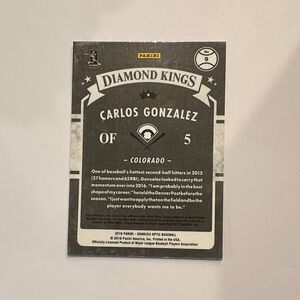 PANINI
No
9
DIAMOND KINGS
CARLOS GONZALEZ
OF
5
- COLORADO -
One of baseball's hottest second-half hitters in 2015
(27 homers and 62 RBI), Gonzalez looked to carry that
momentum over into 2016. "I am probably in the best
shape of my career," he told the Denver Post before the
season. "I just want to apply that on the field and be the
player everybody wants me to be."
2016 PANINI - DONRUSS OPTIC BASEBALL
© 2016 Panini America, Inc. Printed in the USA.
Officially Licensed Product of Major League Baseball Players Association